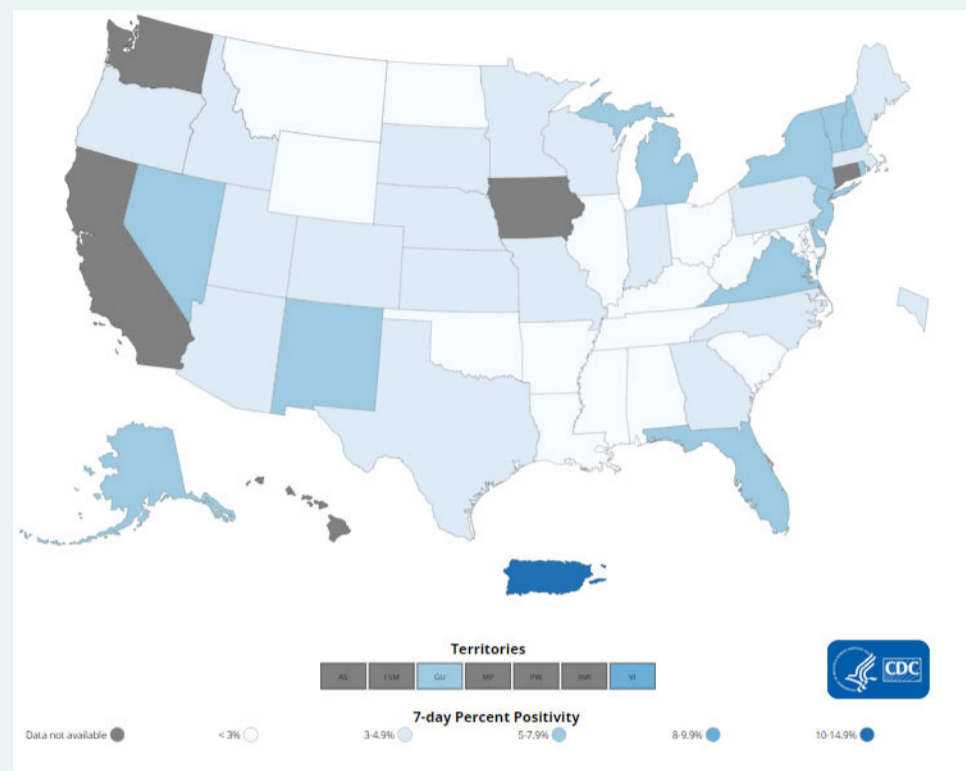 Territories
AS FSM GU MP PW RMI VI
CDC
7-day Percent Positivity
Data not available < 3% 3-4.9% 5-7.9% 8-9.9% 10-14.9%